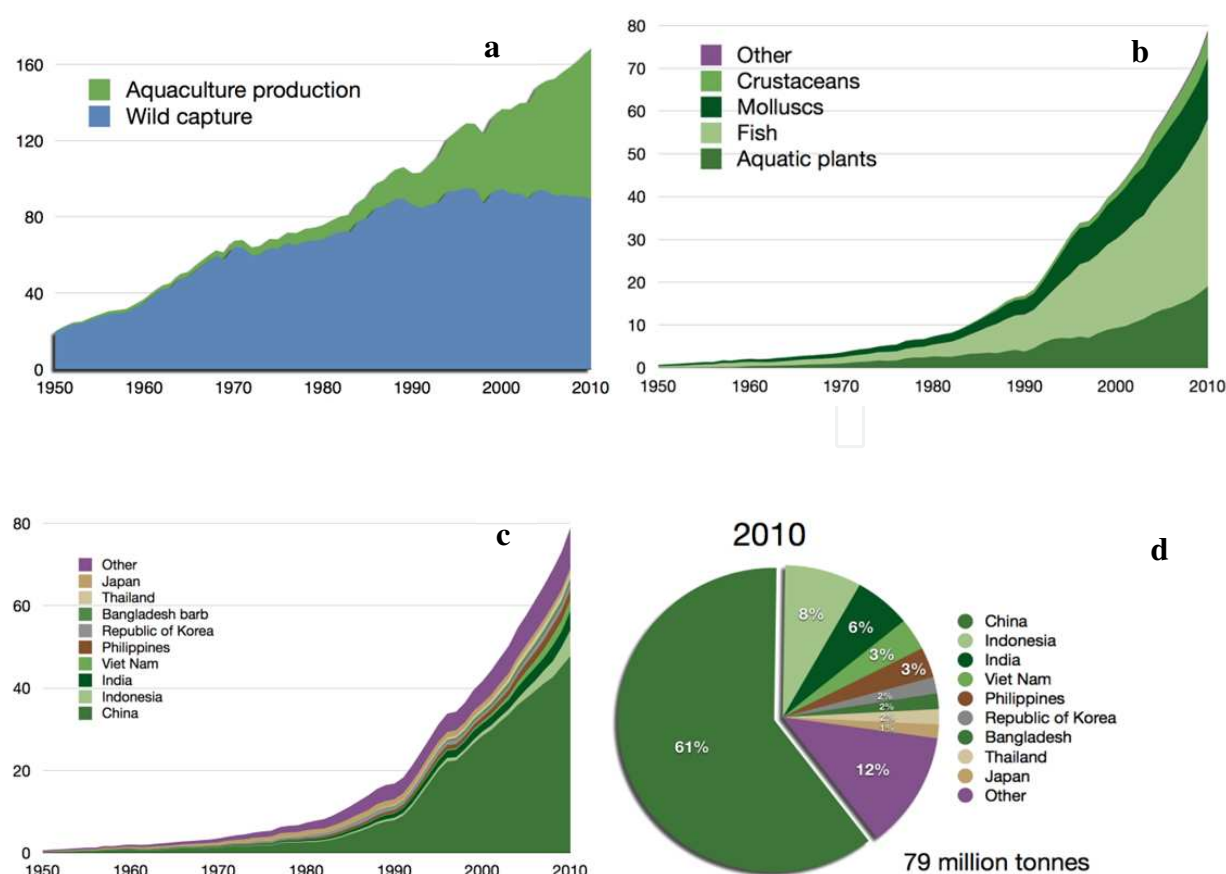 a
160
120
80
40
0
Aquaculture production
Wild capture
1950 1960 1970 1980 1990 2000 2010
b
80
70
60
50
40
30
20
10
0
Other
Crustaceans
Molluscs
Fish
Aquatic plants
1950 1960 1970 1980 1990 2000 2010
c
80
60
40
20
0
Other
Japan
Thailand
Bangladesh barb
Republic of Korea
Philippines
Viet Nam
India
Indonesia
China
1950 1960 1970 1980 1990 2000 2010
d
2010
8%
6%
3%
3%
2%
2%
2%
1%
12%
61%
China
Indonesia
India
Viet Nam
Philippines
Republic of Korea
Bangladesh
Thailand
Japan
Other
79 million tonnes